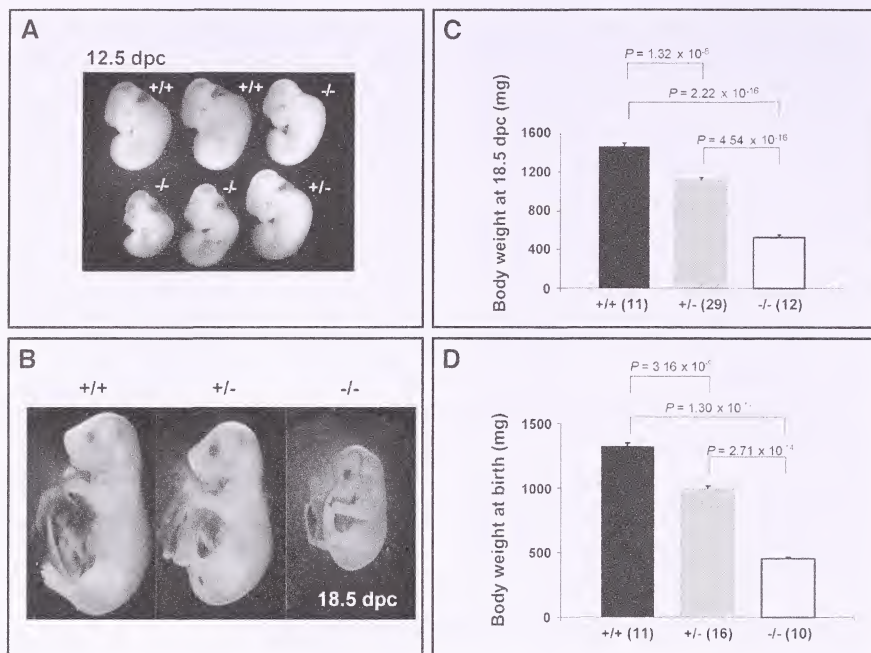 A
12.5 dpc
+/+ +/+ -/-
-/- -/- +/-
B
+/+ +/- -/-
18.5 dpc
C
P = 1.32 x 10
P = 2.22 x 10-16
P = 4.54 x 10-16
Body weight at 18.5 dpc (mg)
1600
1200
800
400
0
+/+ (11) +/- (29) -/- (12)
D
P = 3.16 x 10
P = 1.30 x 10
P = 2.71 x 10
Body weight at birth (mg)
1500
1000
500
0
+/+ (11) +/- (16) -/- (10)